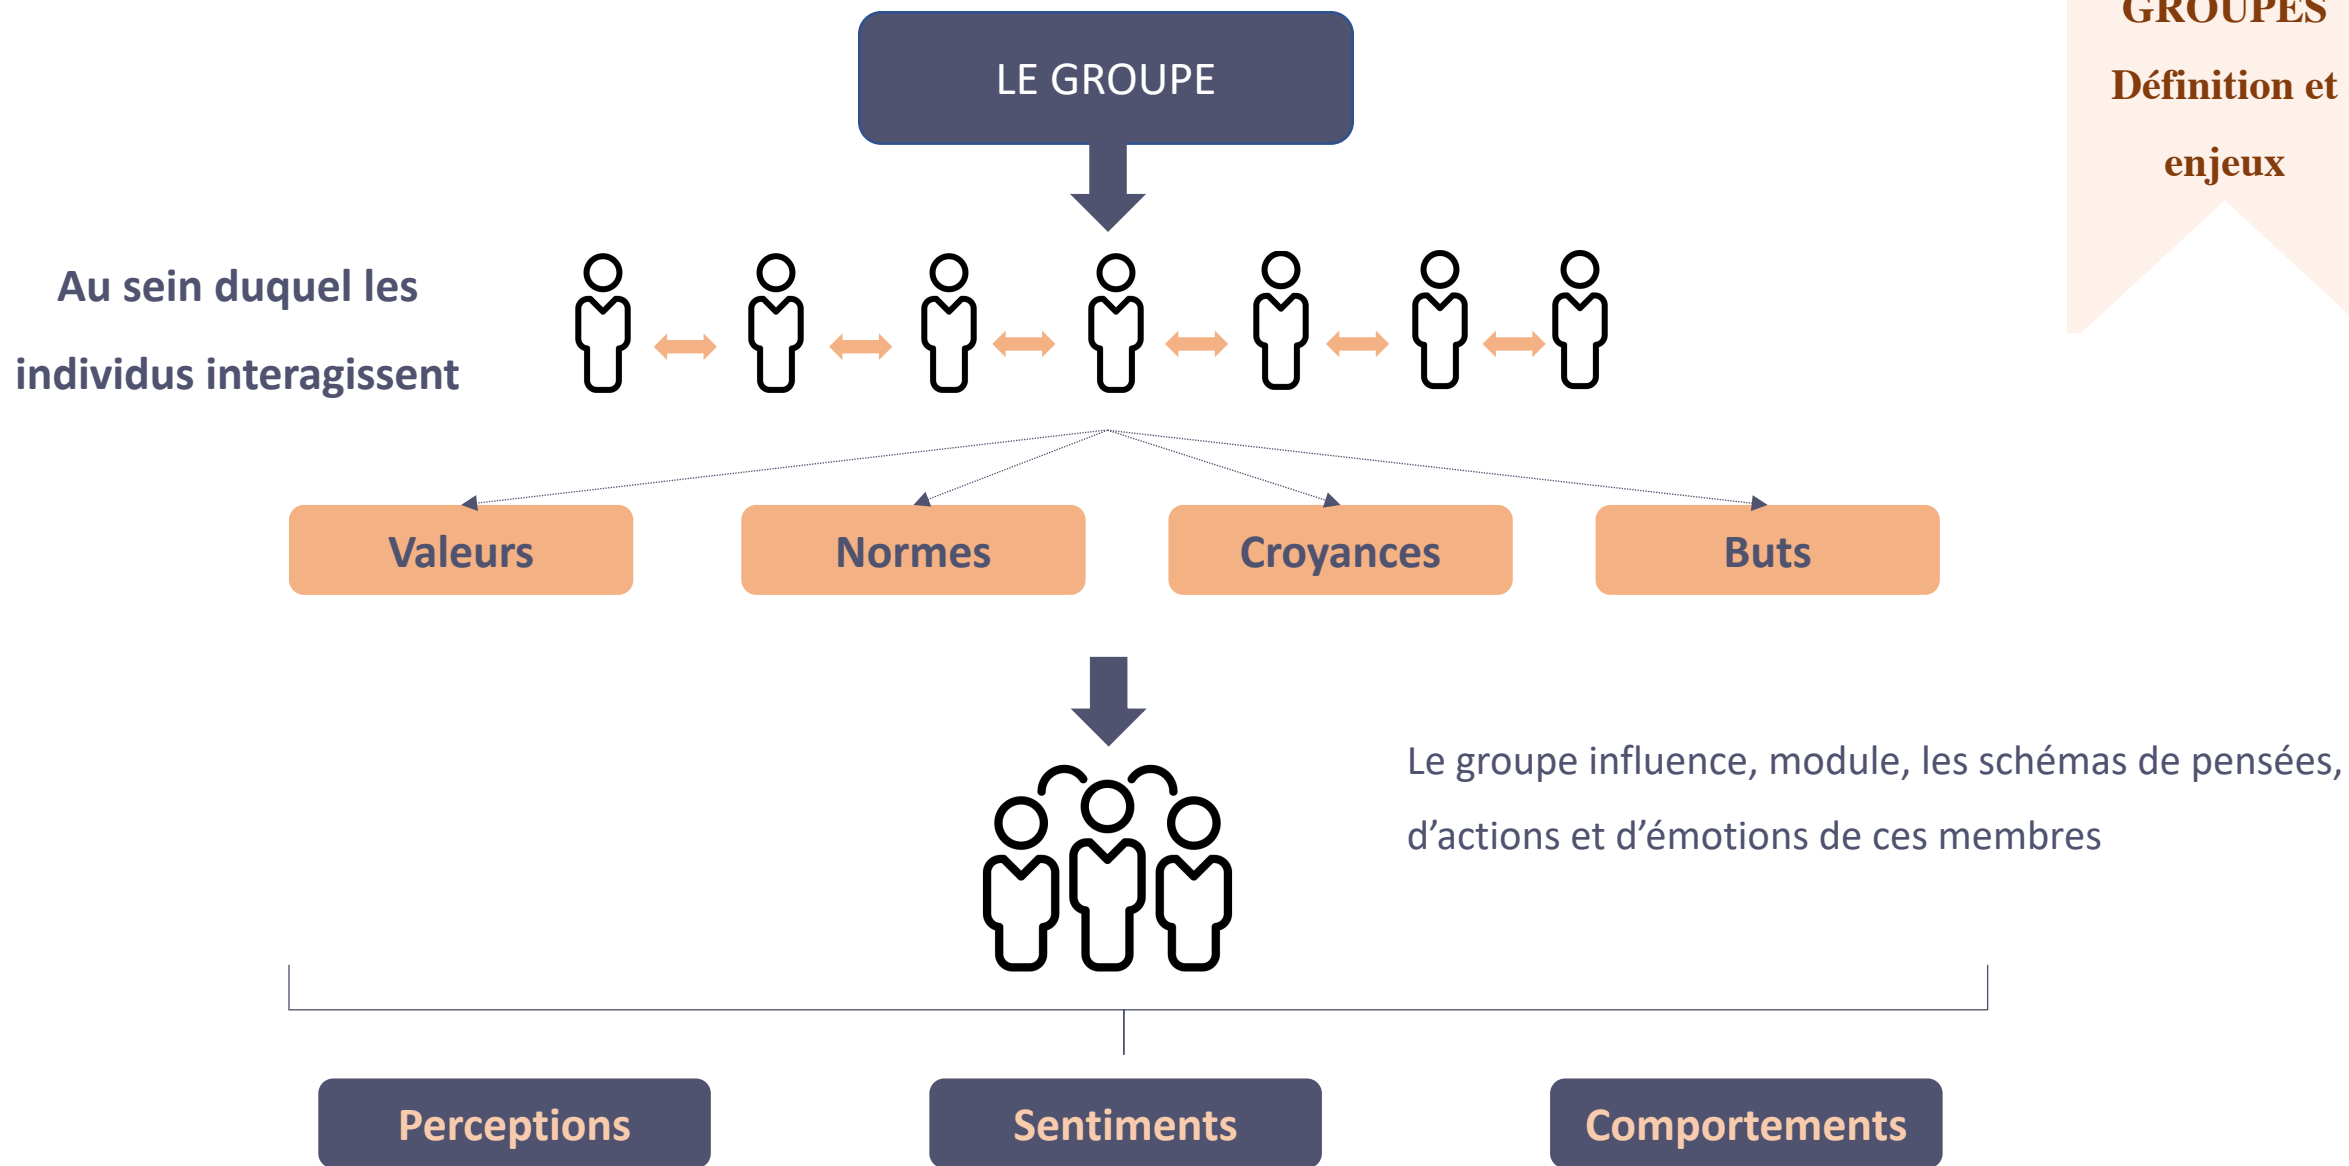 GROUPES
Définition et
enjeux
LE GROUPE
Au sein duquel les
individus interagissent
Valeurs
Normes
Croyances
Buts
Le groupe influence, module, les schémas de pensées,
d’actions et d’émotions de ces membres
Perceptions
Sentiments
Comportements